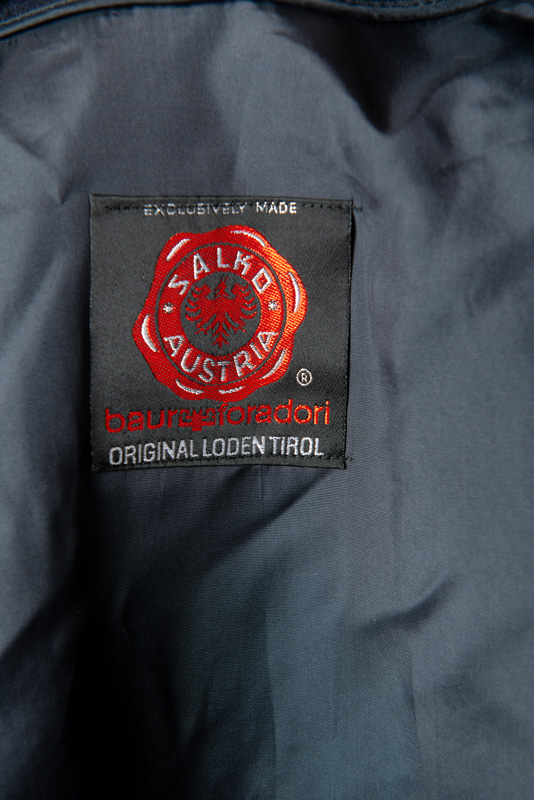 EXCLUSIVELY MADE
SALKO
AUSTRIA
®
baur foradori
ORIGINAL LODEN TIROL